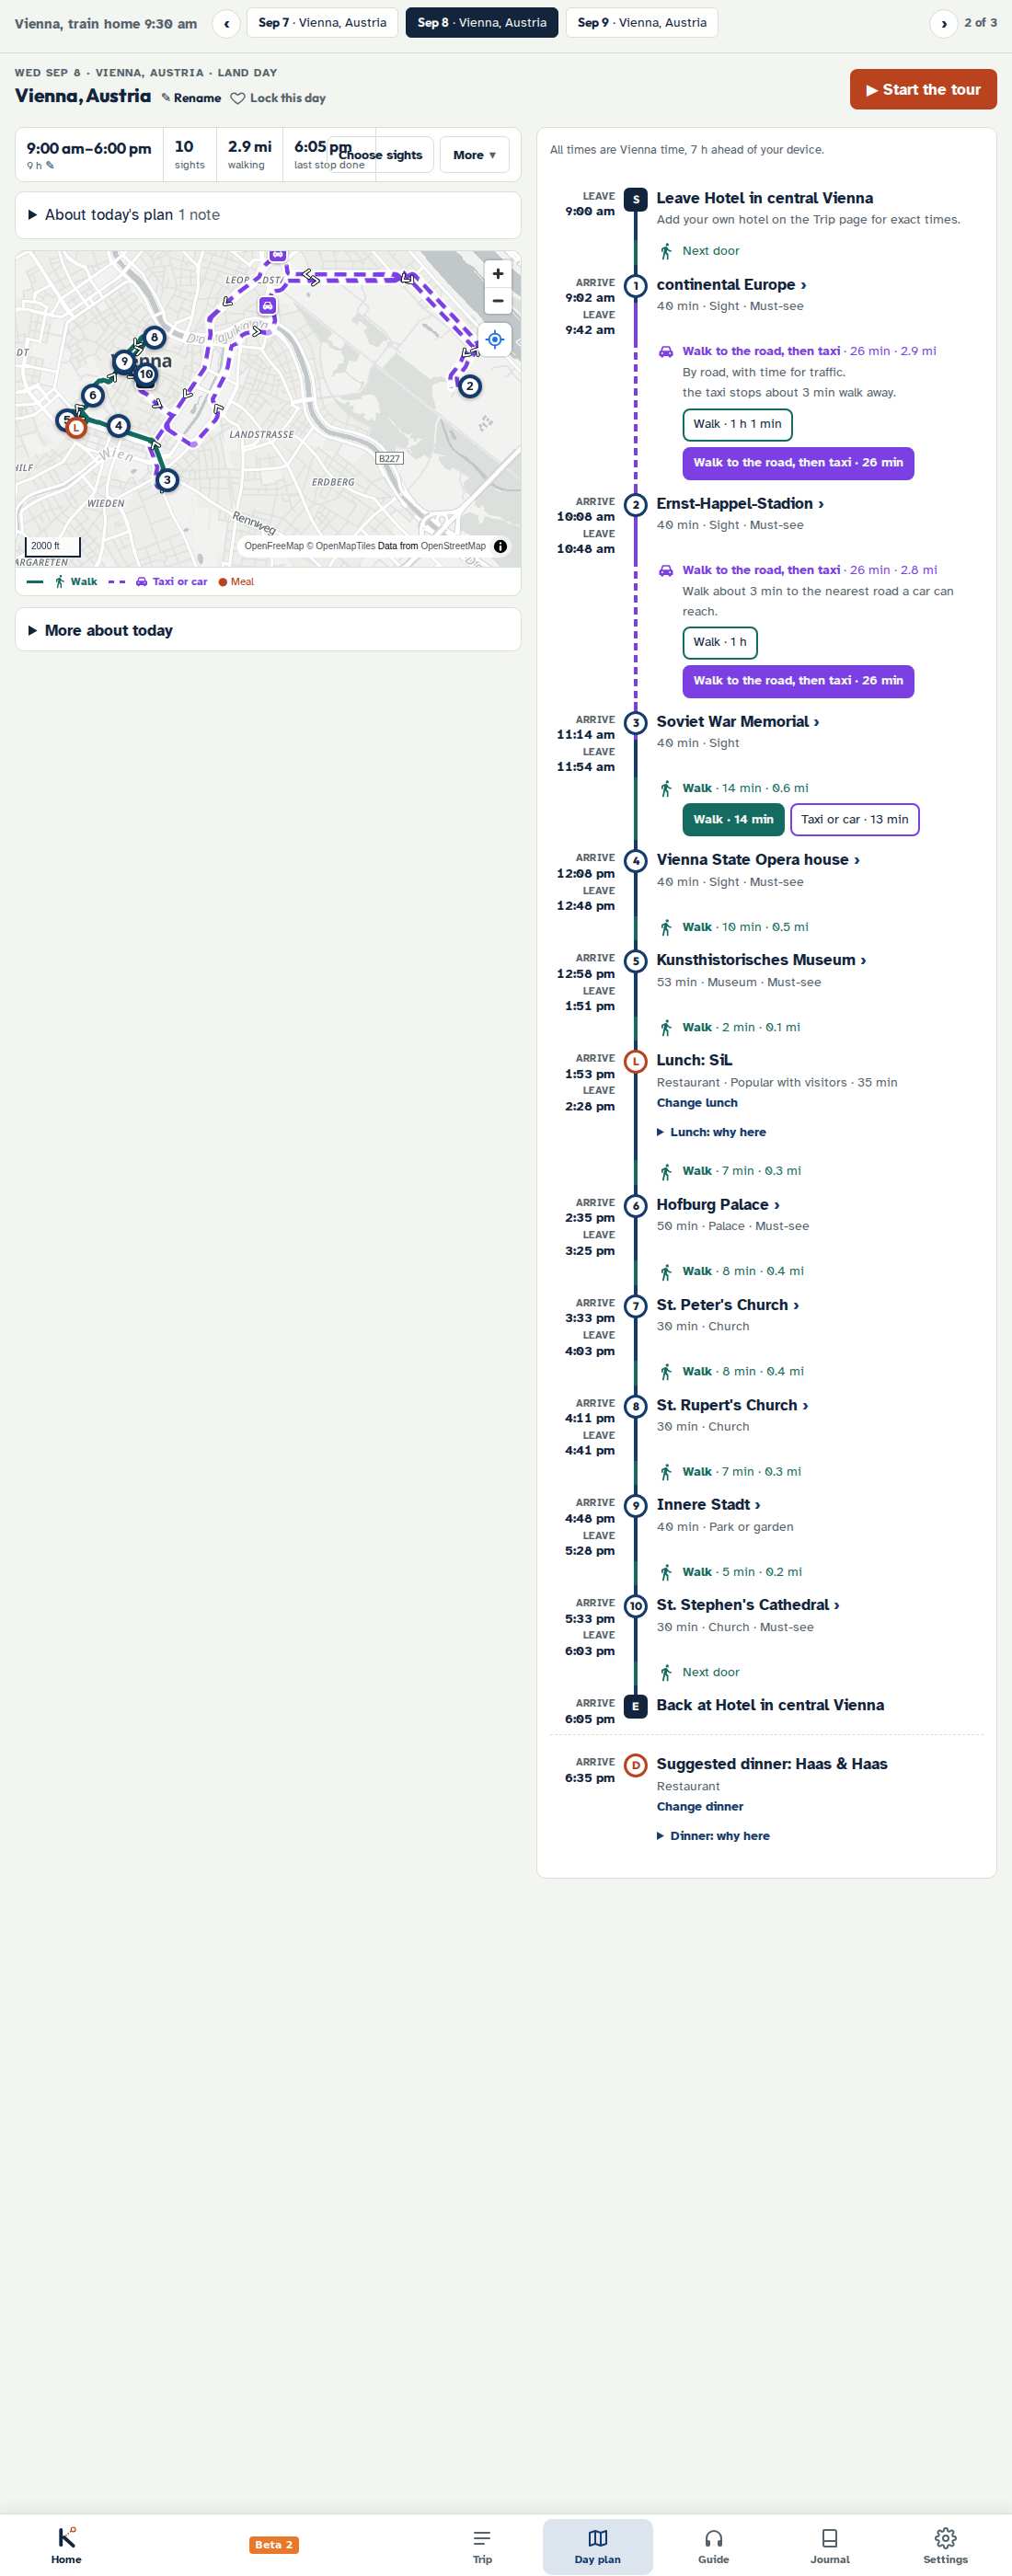 Vienna, train home 9:30 am
‹
Sep 7 · Vienna, Austria
Sep 8 · Vienna, Austria
Sep 9 · Vienna, Austria
›
2 of 3
WED SEP 8 · VIENNA, AUSTRIA · LAND DAY
Vienna, Austria ✎ Rename Lock this day
▶ Start the tour
9:00 am–6:00 pm
9 h ✎
10
sights
2.9 mi
walking
6:05 pm
last stop done
Choose sights
More ▾
▶ About today's plan 1 note
LANDSTRASSE
ERDBERG
B227
WIEDEN
Wien
Rennweg
2
3
4
6
8
9
10
L
+
−
2000 ft
OpenFreeMap © OpenMapTiles Data from OpenStreetMap
Walk
Taxi or car
Meal
▶ More about today
All times are Vienna time, 7 h ahead of your device.
LEAVE
9:00 am
S
Leave Hotel in central Vienna
Add your own hotel on the Trip page for exact times.
Next door
ARRIVE
9:02 am
LEAVE
9:42 am
1
continental Europe ›
40 min · Sight · Must-see
Walk to the road, then taxi · 26 min · 2.9 mi
By road, with time for traffic.
the taxi stops about 3 min walk away.
Walk · 1 h 1 min
Walk to the road, then taxi · 26 min
ARRIVE
10:08 am
LEAVE
10:48 am
2
Ernst-Happel-Stadion ›
40 min · Sight · Must-see
Walk to the road, then taxi · 26 min · 2.8 mi
Walk about 3 min to the nearest road a car can
reach.
Walk · 1 h
Walk to the road, then taxi · 26 min
ARRIVE
11:14 am
LEAVE
11:54 am
3
Soviet War Memorial ›
40 min · Sight
Walk · 14 min · 0.6 mi
Walk · 14 min
Taxi or car · 13 min
ARRIVE
12:08 pm
LEAVE
12:48 pm
4
Vienna State Opera house ›
40 min · Sight · Must-see
Walk · 10 min · 0.5 mi
ARRIVE
12:58 pm
LEAVE
1:51 pm
5
Kunsthistorisches Museum ›
53 min · Museum · Must-see
Walk · 2 min · 0.1 mi
ARRIVE
1:53 pm
LEAVE
2:28 pm
L
Lunch: SiL
Restaurant · Popular with visitors · 35 min
Change lunch
▶ Lunch: why here
Walk · 7 min · 0.3 mi
ARRIVE
2:35 pm
LEAVE
3:25 pm
6
Hofburg Palace ›
50 min · Palace · Must-see
Walk · 8 min · 0.4 mi
ARRIVE
3:33 pm
LEAVE
4:03 pm
7
St. Peter's Church ›
30 min · Church
Walk · 8 min · 0.4 mi
ARRIVE
4:11 pm
LEAVE
4:41 pm
8
St. Rupert's Church ›
30 min · Church
Walk · 7 min · 0.3 mi
ARRIVE
4:48 pm
LEAVE
5:28 pm
9
Innere Stadt ›
40 min · Park or garden
Walk · 5 min · 0.2 mi
ARRIVE
5:33 pm
LEAVE
6:03 pm
10
St. Stephen's Cathedral ›
30 min · Church · Must-see
Next door
ARRIVE
6:05 pm
E
Back at Hotel in central Vienna
ARRIVE
6:35 pm
D
Suggested dinner: Haas & Haas
Restaurant
Change dinner
▶ Dinner: why here
Home
Beta 2
Trip
Day plan
Guide
Journal
Settings